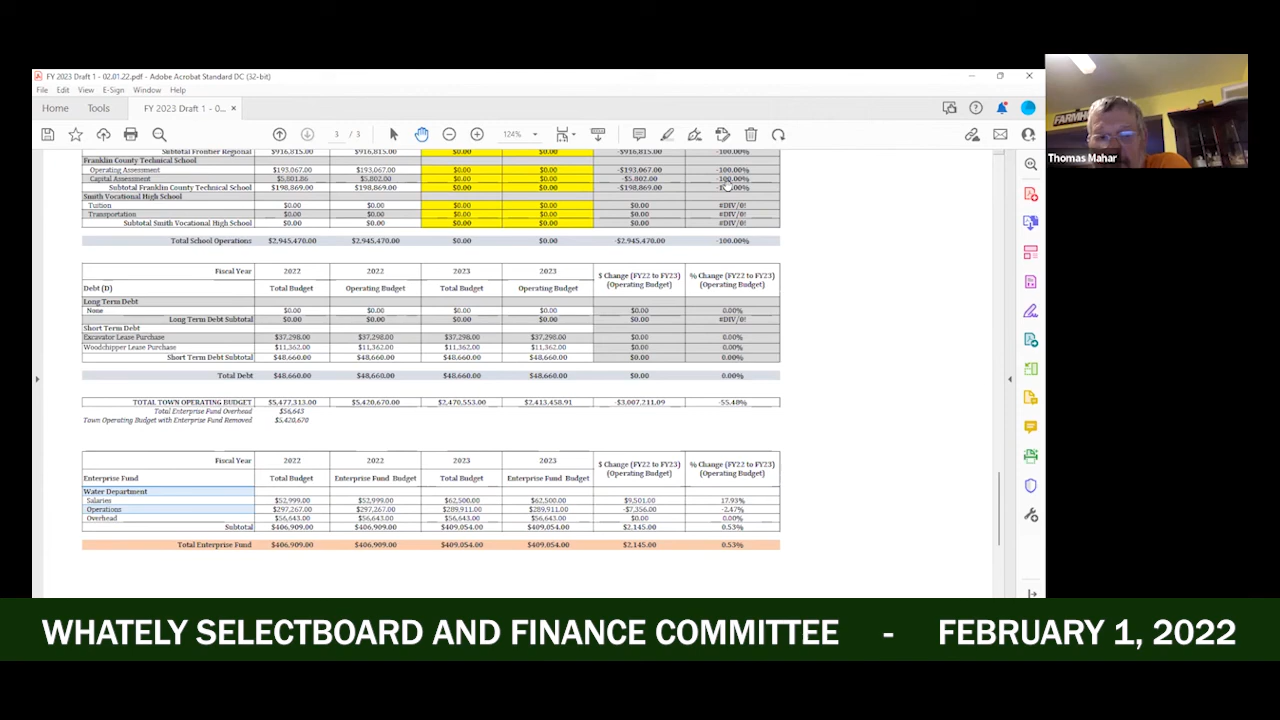 FY 2023 Draft 1 - 02.01.22.pdf - Adobe Acrobat Standard DC (32-bit)
File Edit View E-Sign Window Help
Home Tools FY 2023 Draft 1 - 0... ×
3 / 3 124%
Subtotal Frontier Regional $916,815.00 $916,815.00 $0.00 $0.00 -$916,815.00 -100.00%
Franklin County Technical School
Operating Assessment $193,067.00 $193,067.00 $0.00 $0.00 -$193,067.00 -100.00%
Capital Assessment $5,801.86 $5,802.00 $0.00 $0.00 -$5,802.00 -100.00%
Subtotal Franklin County Technical School $198,869.00 $198,869.00 $0.00 $0.00 -$198,869.00
Smith Vocational High School
Tuition $0.00 $0.00 $0.00 $0.00 $0.00 #DIV/0!
Transportation $0.00 $0.00 $0.00 $0.00 $0.00 #DIV/0!
Subtotal Smith Vocational High School $0.00 $0.00 $0.00 $0.00 $0.00 #DIV/0!
Total School Operations $2,945,470.00 $2,945,470.00 $0.00 $0.00 -$2,945,470.00 -100.00%
Fiscal Year 2022 2022 2023 2023 $ Change (FY22 to FY23) % Change (FY22 to FY23)
Debt (D) Total Budget Operating Budget Total Budget Operating Budget (Operating Budget) (Operating Budget)
Long Term Debt
None $0.00 $0.00 $0.00 $0.00 $0.00 0.00%
Long Term Debt Subtotal $0.00 $0.00 $0.00 $0.00 $0.00 #DIV/0!
Short Term Debt
Excavator Lease Purchase $37,298.00 $37,298.00 $37,298.00 $37,298.00 $0.00 0.00%
Woodchipper Lease Purchase $11,362.00 $11,362.00 $11,362.00 $11,362.00 $0.00 0.00%
Short Term Debt Subtotal $48,660.00 $48,660.00 $48,660.00 $48,660.00 $0.00 0.00%
Total Debt $48,660.00 $48,660.00 $48,660.00 $48,660.00 $0.00 0.00%
TOTAL TOWN OPERATING BUDGET $5,477,313.00 $5,420,670.00 $2,470,553.00 $2,413,458.91 -$3,007,211.09 -55.48%
Total Enterprise Fund Overhead $56,643
Town Operating Budget with Enterprise Fund Removed $5,420,670
Fiscal Year 2022 2022 2023 2023 $ Change (FY22 to FY23) % Change (FY22 to FY23)
Enterprise Fund Total Budget Enterprise Fund Budget Total Budget Enterprise Fund Budget (Operating Budget) (Operating Budget)
Water Department
Salaries $52,999.00 $52,999.00 $62,500.00 $62,500.00 $9,501.00 17.93%
Operations $297,267.00 $297,267.00 $289,911.00 $289,911.00 -$7,356.00 -2.47%
Overhead $56,643.00 $56,643.00 $56,643.00 $56,643.00 $0.00 0.00%
Subtotal $406,909.00 $406,909.00 $409,054.00 $409,054.00 $2,145.00 0.53%
Total Enterprise Fund $406,909.00 $406,909.00 $409,054.00 $409,054.00 $2,145.00 0.53%
Thomas Mahar
WHATELY SELECTBOARD AND FINANCE COMMITTEE - FEBRUARY 1, 2022